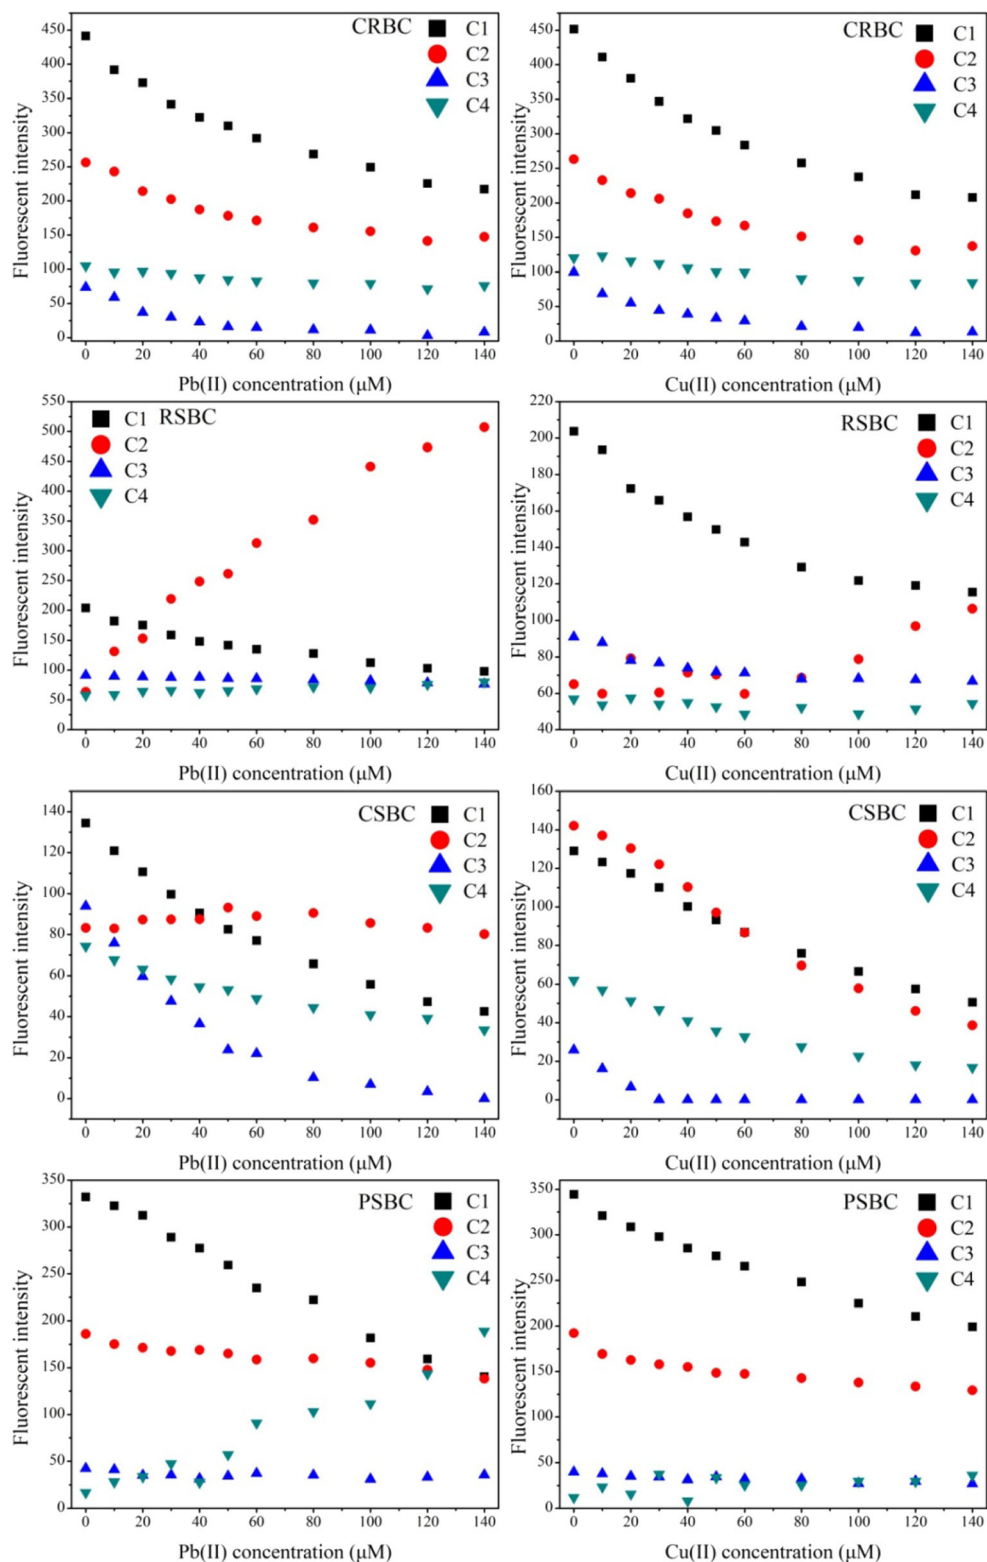 CRBC
C1
C2
C3
C4
450
400
350
300
250
200
150
100
50
0
Fluorescent intensity
0 20 40 60 80 100 120 140
Pb(II) concentration (μM)
CRBC
C1
C2
C3
C4
450
400
350
300
250
200
150
100
50
0
Fluorescent intensity
0 20 40 60 80 100 120 140
Cu(II) concentration (μM)
RSBC
C1
C2
C3
C4
550
500
450
400
350
300
250
200
150
100
50
0
Fluorescent intensity
0 20 40 60 80 100 120 140
Pb(II) concentration (μM)
RSBC
C1
C2
C3
C4
220
200
180
160
140
120
100
80
60
40
Fluorescent intensity
0 20 40 60 80 100 120 140
Cu(II) concentration (μM)
CSBC
C1
C2
C3
C4
140
120
100
80
60
40
20
0
Fluorescent intensity
0 20 40 60 80 100 120 140
Pb(II) concentration (μM)
CSBC
C1
C2
C3
C4
160
140
120
100
80
60
40
20
0
Fluorescent intensity
0 20 40 60 80 100 120 140
Cu(II) concentration (μM)
PSBC
C1
C2
C3
C4
350
300
250
200
150
100
50
0
Fluorescent intensity
0 20 40 60 80 100 120 140
Pb(II) concentration (μM)
PSBC
C1
C2
C3
C4
350
300
250
200
150
100
50
0
Fluorescent intensity
0 20 40 60 80 100 120 140
Cu(II) concentration (μM)